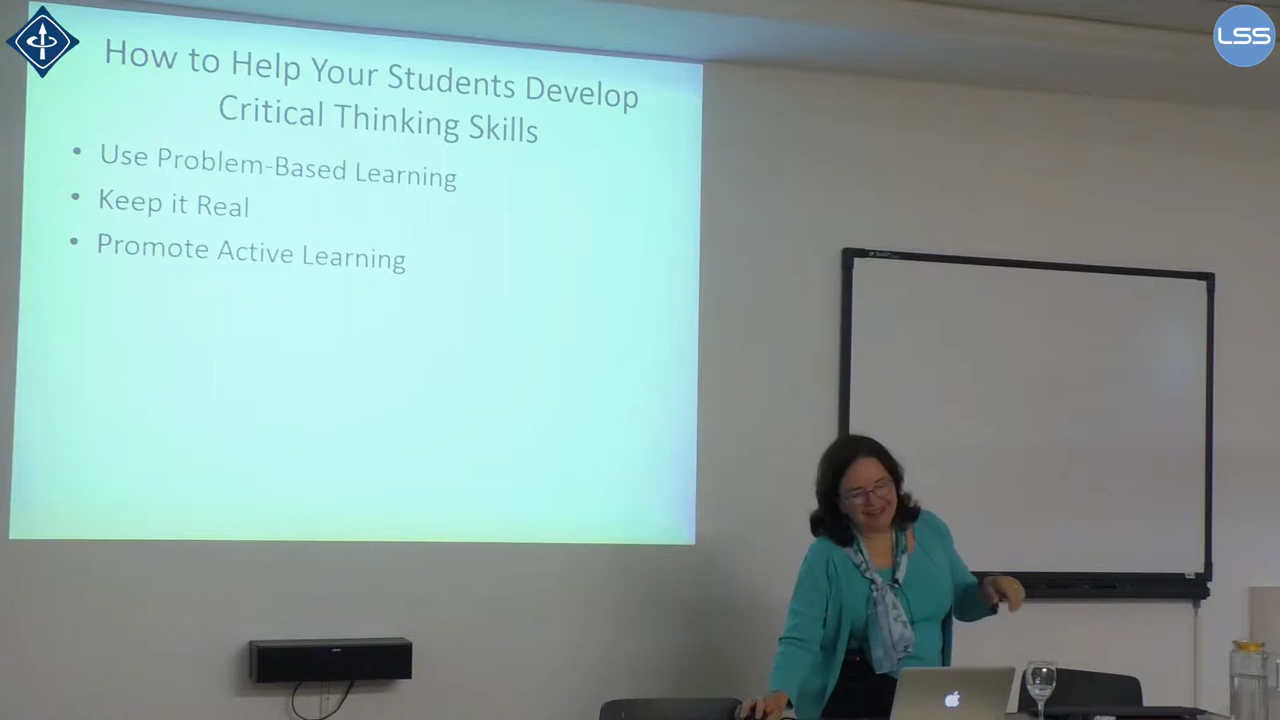 How to Help Your Students Develop
Critical Thinking Skills
• Use Problem-Based Learning
• Keep it Real
• Promote Active Learning
LSS